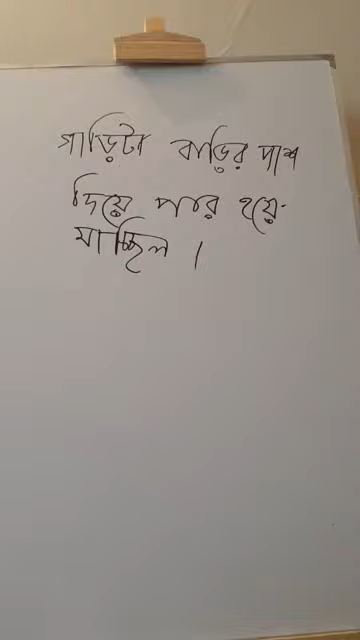 গাড়িটা বাড়ির পাশ
দিয়ে পার হয়ে
যাচ্ছিল ।